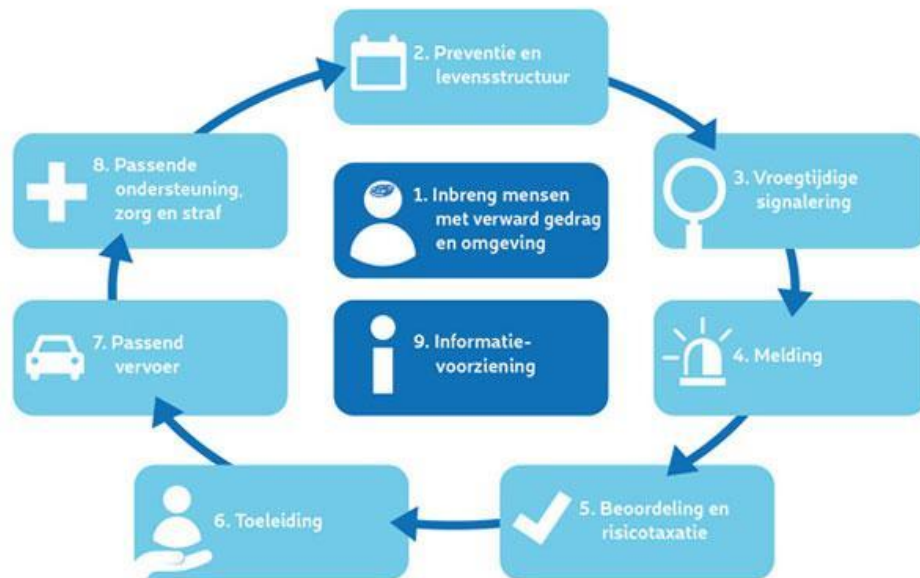 2. Preventie en
levensstructuur
8. Passende
ondersteuning,
zorg en straf
1. Inbreng mensen
met verward gedrag
en omgeving
3. Vroegtijdige
signalering
7. Passend
vervoer
9. Informatie-
voorziening
4. Melding
6. Toeleiding
5. Beoordeling en
risicotaxatie